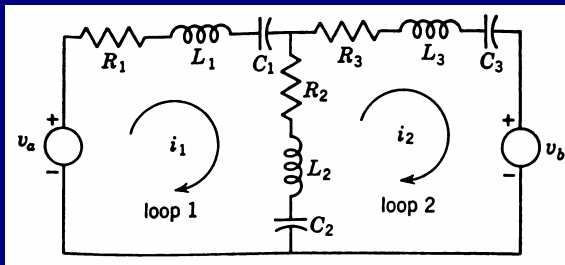 R1 L1 C1 R3 L3 C3
R2
+ +
va i1 i2 vb
- -
L2
loop 1 loop 2
C2